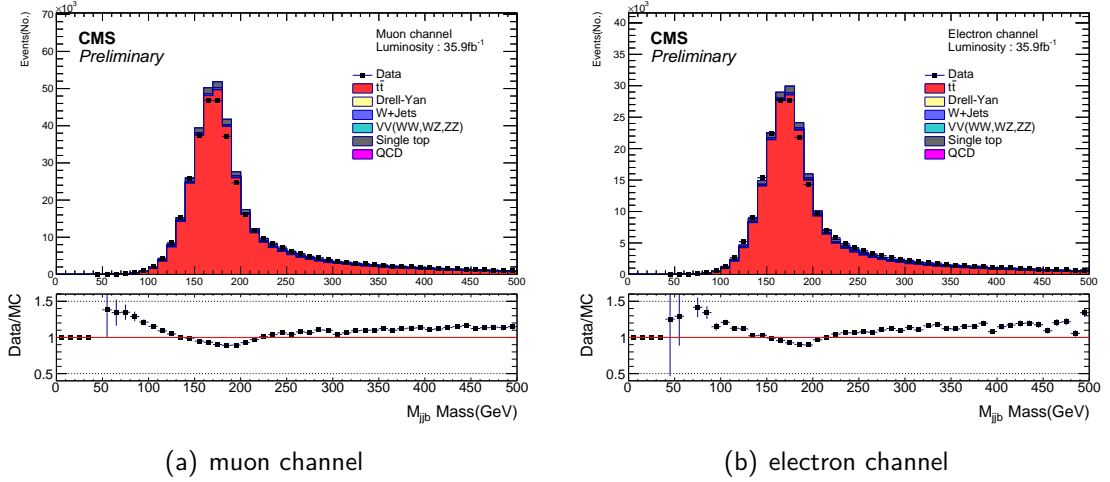 ×10³
Events(No.)
70
60
50
40
30
20
10
0
CMS
Preliminary
Muon channel
Luminosity : 35.9fb⁻¹
Data
tt̄
Drell-Yan
W+Jets
VV(WW,WZ,ZZ)
Single top
QCD
0 50 100 150 200 250 300 350 400 450 500
Data/MC
1.5
1
0.5
0 50 100 150 200 250 300 350 400 450 500
M_jjb Mass(GeV)
(a) muon channel
×10³
Events(No.)
40
35
30
25
20
15
10
5
0
CMS
Preliminary
Electron channel
Luminosity : 35.9fb⁻¹
Data
tt̄
Drell-Yan
W+Jets
VV(WW,WZ,ZZ)
Single top
QCD
0 50 100 150 200 250 300 350 400 450 500
Data/MC
1.5
1
0.5
0 50 100 150 200 250 300 350 400 450 500
M_jjb Mass(GeV)
(b) electron channel